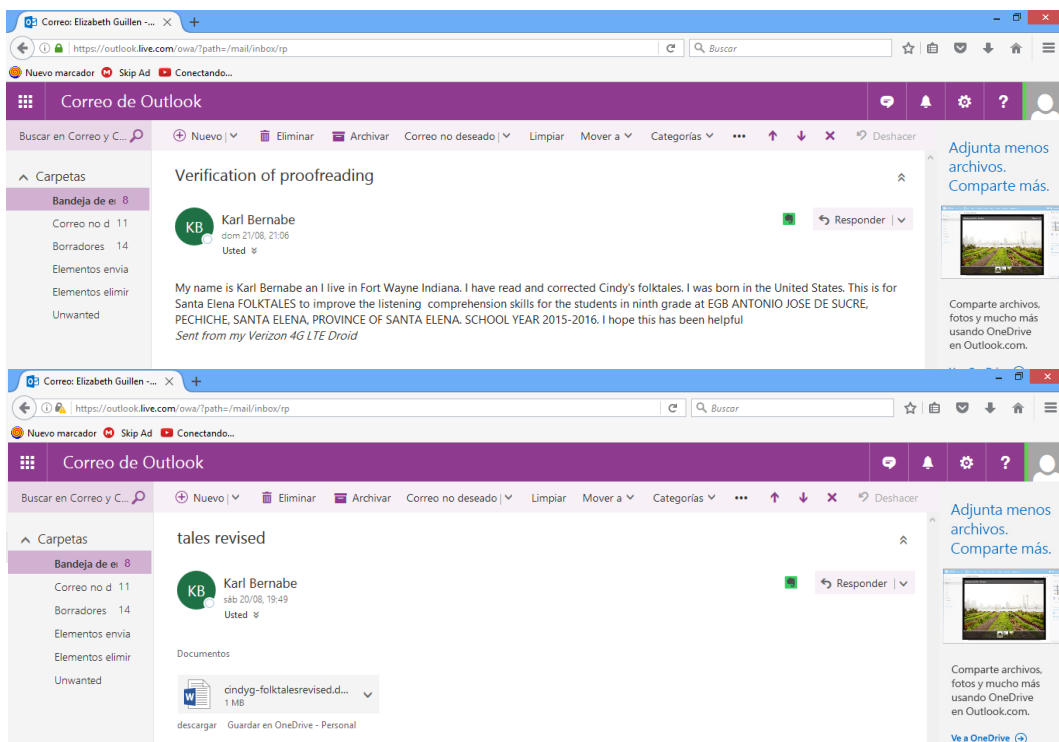 Correo: Elizabeth Guillen -...
https://outlook.live.com/owa/?path=/mail/inbox/rp
Buscar
Nuevo marcador Skip Ad Conectando...
Correo de Outlook
?
Buscar en Correo y C... Nuevo | Eliminar Archivar Correo no deseado | Limpiar Mover a Categorías ... Deshacer
Adjunta menos
archivos.
Comparte más.
Carpetas
Bandeja de e 8
Correo no d 11
Borradores 14
Elementos envia
Elementos elimir
Unwanted
Verification of proofreading
KB
Karl Bernabe
dom 21/08, 21:06
Usted
Responder |
My name is Karl Bernabe an I live in Fort Wayne Indiana. I have read and corrected Cindy's folktales. I was born in the United States. This is for
Santa Elena FOLKTALES to improve the listening comprehension skills for the students in ninth grade at EGB ANTONIO JOSE DE SUCRE,
PECHICHE, SANTA ELENA, PROVINCE OF SANTA ELENA. SCHOOL YEAR 2015-2016. I hope this has been helpful
Sent from my Verizon 4G LTE Droid
Comparte archivos,
fotos y mucho más
usando OneDrive
en Outlook.com.
Correo: Elizabeth Guillen -...
https://outlook.live.com/owa/?path=/mail/inbox/rp
Buscar
Nuevo marcador Skip Ad Conectando...
Correo de Outlook
?
Buscar en Correo y C... Nuevo | Eliminar Archivar Correo no deseado | Limpiar Mover a Categorías ... Deshacer
Adjunta menos
archivos.
Comparte más.
Carpetas
Bandeja de e 8
Correo no d 11
Borradores 14
Elementos envia
Elementos elimir
Unwanted
tales revised
KB
Karl Bernabe
sáb 20/08, 19:49
Usted
Responder |
Documentos
cindyg-folktalesrevised.d...
1 MB
descargar Guardar en OneDrive - Personal
Comparte archivos,
fotos y mucho más
usando OneDrive
en Outlook.com.
Ve a OneDrive